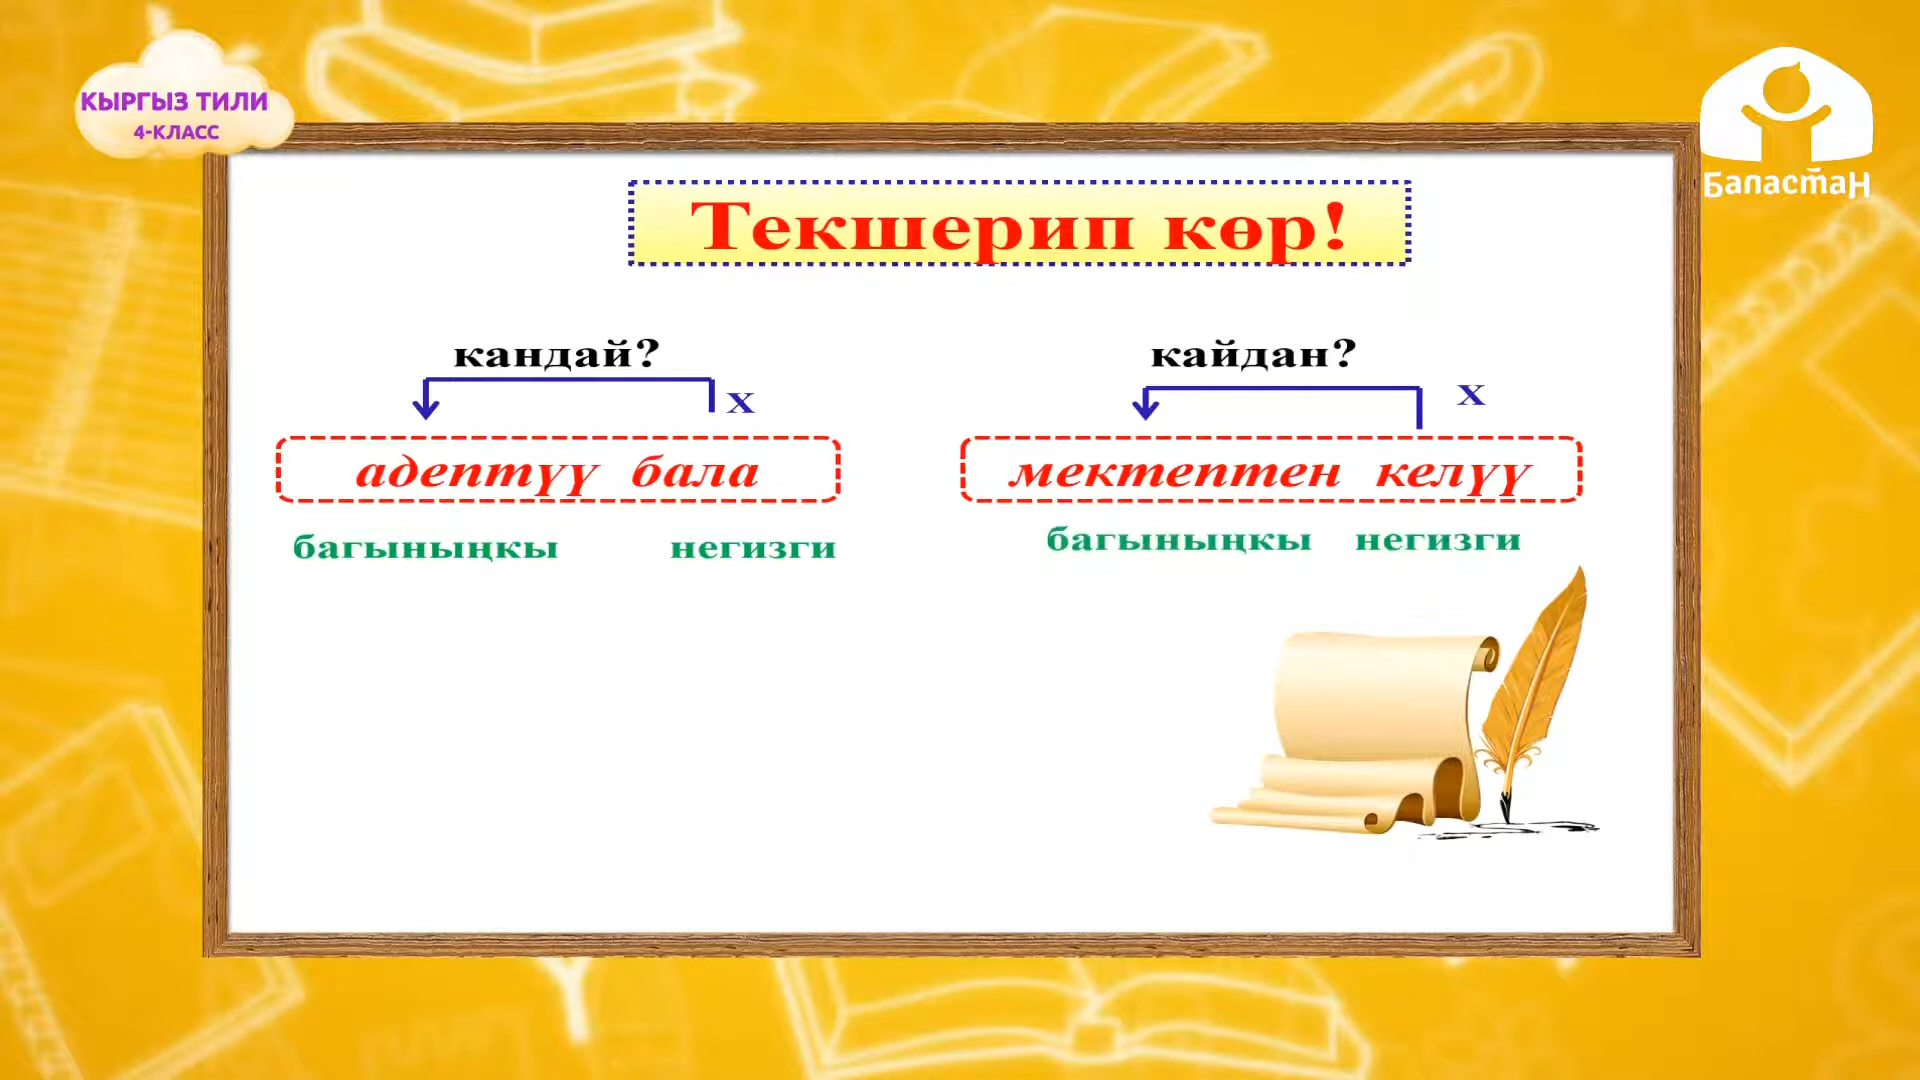 КЫРГЫЗ ТИЛИ
4-КЛАСС
Баластан
Текшерип көр!
кандай?
х
адептүү бала
багыныңкы негизги
кайдан?
х
мектептен келүү
багыныңкы негизги